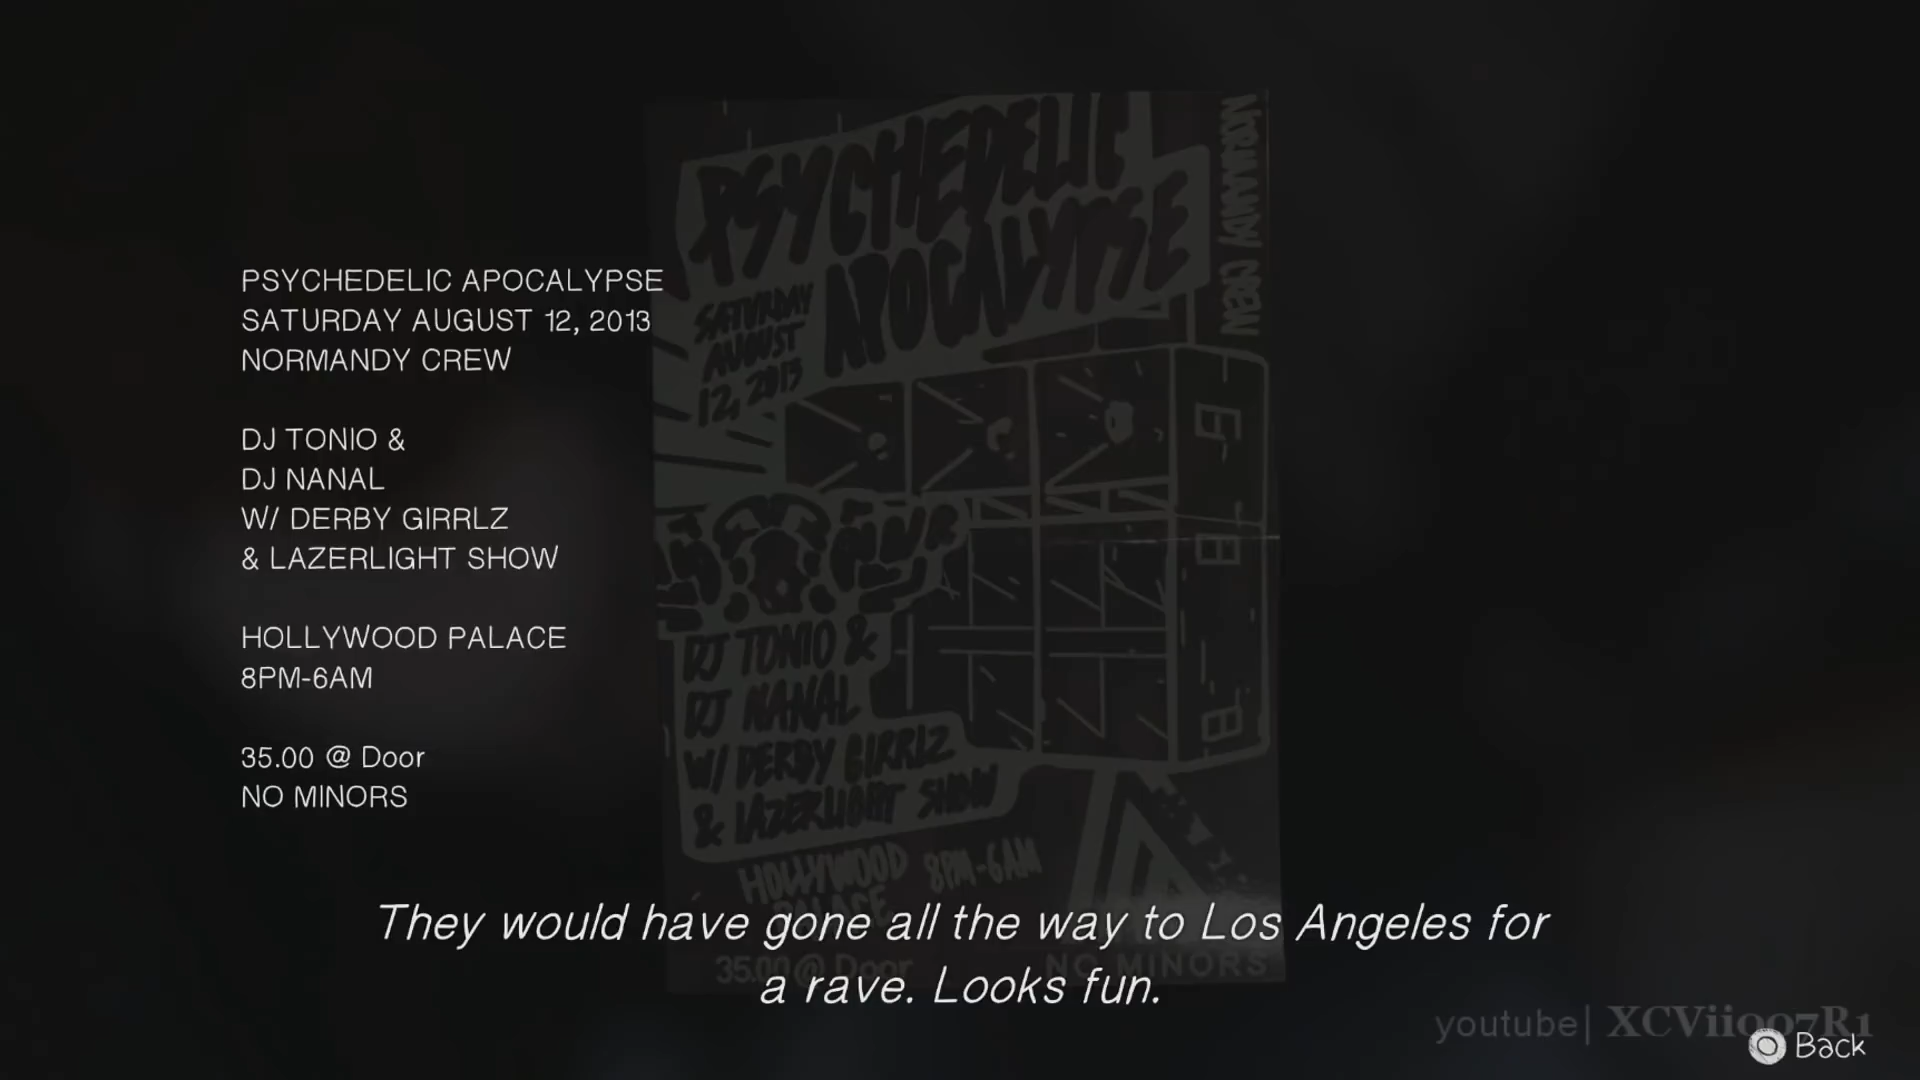 PSYCHEDELIC APOCALYPSE
SATURDAY AUGUST 12, 2013
NORMANDY CREW
DJ TONIO &
DJ NANAL
W/ DERBY GIRRLZ
& LAZERLIGHT SHOW
HOLLYWOOD PALACE
8PM-6AM
35.00 @ Door
NO MINORS
PSYCHEDELIC
APOCALYPSE
NORMANDY CREW
SATURDAY
AUGUST
12, 2013
DJ TONIO &
DJ NANAL
W/ DERBY GIRRLZ
& LAZERLIGHT SHOW
HOLLYWOOD PALACE
8PM-6AM
35.00 @ Door
NO MINORS
They would have gone all the way to Los Angeles for
a rave. Looks fun.
youtube| XCVii007R1
Back